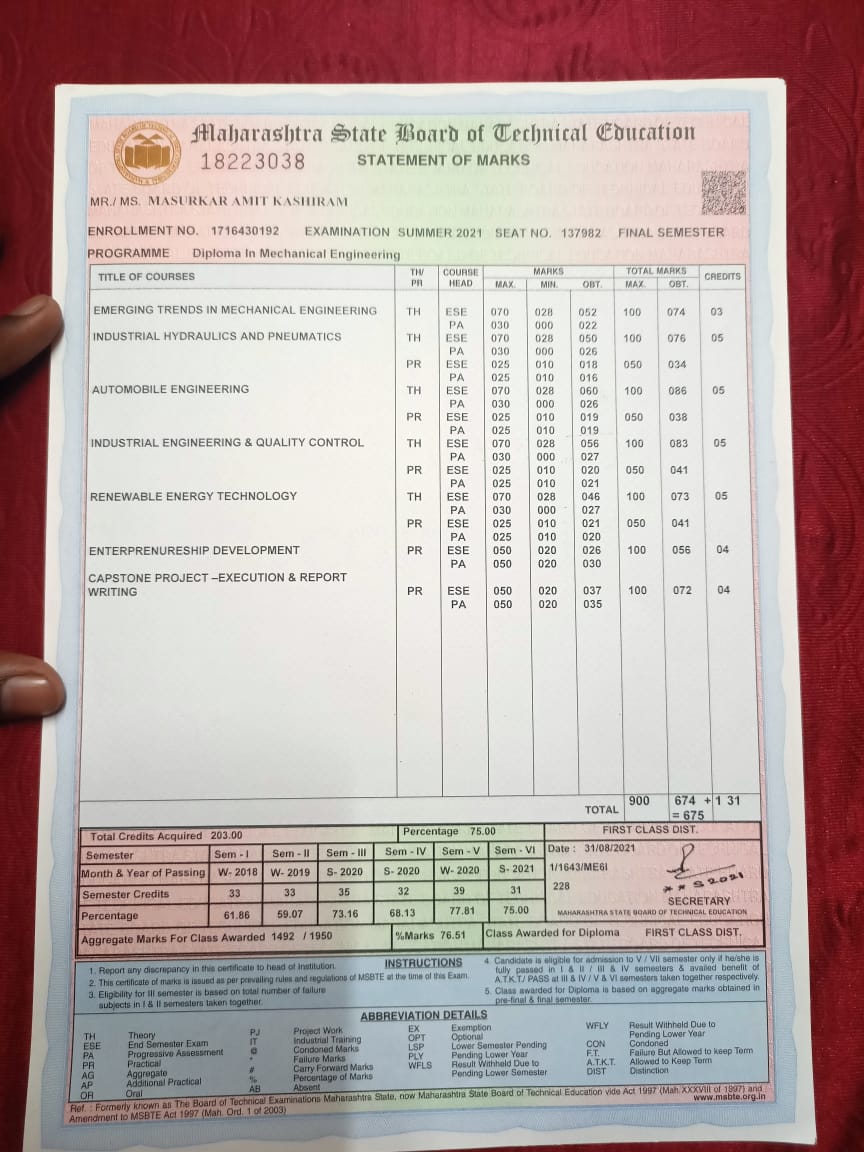 Maharashtra State Board of Technical Education
18223038 STATEMENT OF MARKS
MR./ MS. MASURKAR AMIT KASHIRAM
ENROLLMENT NO. 1716430192 EXAMINATION SUMMER 2021 SEAT NO. 137982 FINAL SEMESTER
PROGRAMME Diploma In Mechanical Engineering
TITLE OF COURSES TH/ PR COURSE HEAD MARKS TOTAL MARKS CREDITS
MAX. MIN. OBT. MAX. OBT.
EMERGING TRENDS IN MECHANICAL ENGINEERING TH ESE 070 028 052 100 074 03
PA 030 000 022
INDUSTRIAL HYDRAULICS AND PNEUMATICS TH ESE 070 028 050 100 076 05
PA 030 000 026
PR ESE 025 010 018 050 034
PA 025 010 016
AUTOMOBILE ENGINEERING TH ESE 070 028 060 100 086 05
PA 030 000 026
PR ESE 025 010 019 050 038
PA 025 010 019
INDUSTRIAL ENGINEERING & QUALITY CONTROL TH ESE 070 028 056 100 083 05
PA 030 000 027
PR ESE 025 010 020 050 041
PA 025 010 021
RENEWABLE ENERGY TECHNOLOGY TH ESE 070 028 046 100 073 05
PA 030 000 027
PR ESE 025 010 021 050 041
PA 025 010 020
ENTERPRENURESHIP DEVELOPMENT PR ESE 050 020 026 100 056 04
PA 050 020 030
CAPSTONE PROJECT –EXECUTION & REPORT
WRITING PR ESE 050 020 037 100 072 04
PA 050 020 035
TOTAL 900 674 +1 31
= 675
Total Credits Acquired 203.00 Percentage 75.00 FIRST CLASS DIST.
Semester Sem - I Sem - II Sem - III Sem - IV Sem - V Sem - VI Date : 31/08/2021
Month & Year of Passing W- 2018 W- 2019 S- 2020 S- 2020 W- 2020 S- 2021 1/1643/ME6I
Semester Credits 33 33 35 32 39 31 228
Percentage 61.86 59.07 73.16 68.13 77.81 75.00
** S 2021
SECRETARY
MAHARASHTRA STATE BOARD OF TECHNICAL EDUCATION
Aggregate Marks For Class Awarded 1492 / 1950 %Marks 76.51 Class Awarded for Diploma FIRST CLASS DIST.
INSTRUCTIONS
1. Report any discrepancy in this certificate to head of Institution.
2. This certificate of marks is issued as per prevailing rules and regulations of MSBTE at the time of this Exam.
3. Eligibility for III semester is based on total number of failure
subjects in I & II semesters taken together.
4. Candidate is eligible for admission to V / VII semester only if he/she is
fully passed in I & II / III & IV semesters & availed benefit of
A.T.K.T./ PASS at III & IV / V & VI semesters taken together respectively.
5. Class awarded for Diploma is based on aggregate marks obtained in
pre-final & final semester.
ABBREVIATION DETAILS
TH Theory
ESE End Semester Exam
PA Progressive Assessment
PR Practical
AG Aggregate
AP Additional Practical
OR Oral
PJ Project Work
IT Industrial Training
@ Condoned Marks
* Failure Marks
# Carry Forward Marks
% Percentage of Marks
AB Absent
EX Exemption
OPT Optional
LSP Lower Semester Pending
PLY Pending Lower Year
WFLS Result Withheld Due to
Pending Lower Semester
WFLY Result Withheld Due to
Pending Lower Year
CON Condoned
F.T. Failure But Allowed to keep Term
A.T.K.T. Allowed to Keep Term
DIST Distinction
Ref. : Formerly known as The Board of Technical Examinations Maharashtra State, now Maharashtra State Board of Technical Education vide Act 1997 (Mah. XXXVIII of 1997) and
Amendment to MSBTE Act 1997 (Mah. Ord. 1 of 2003) www.msbte.org.in